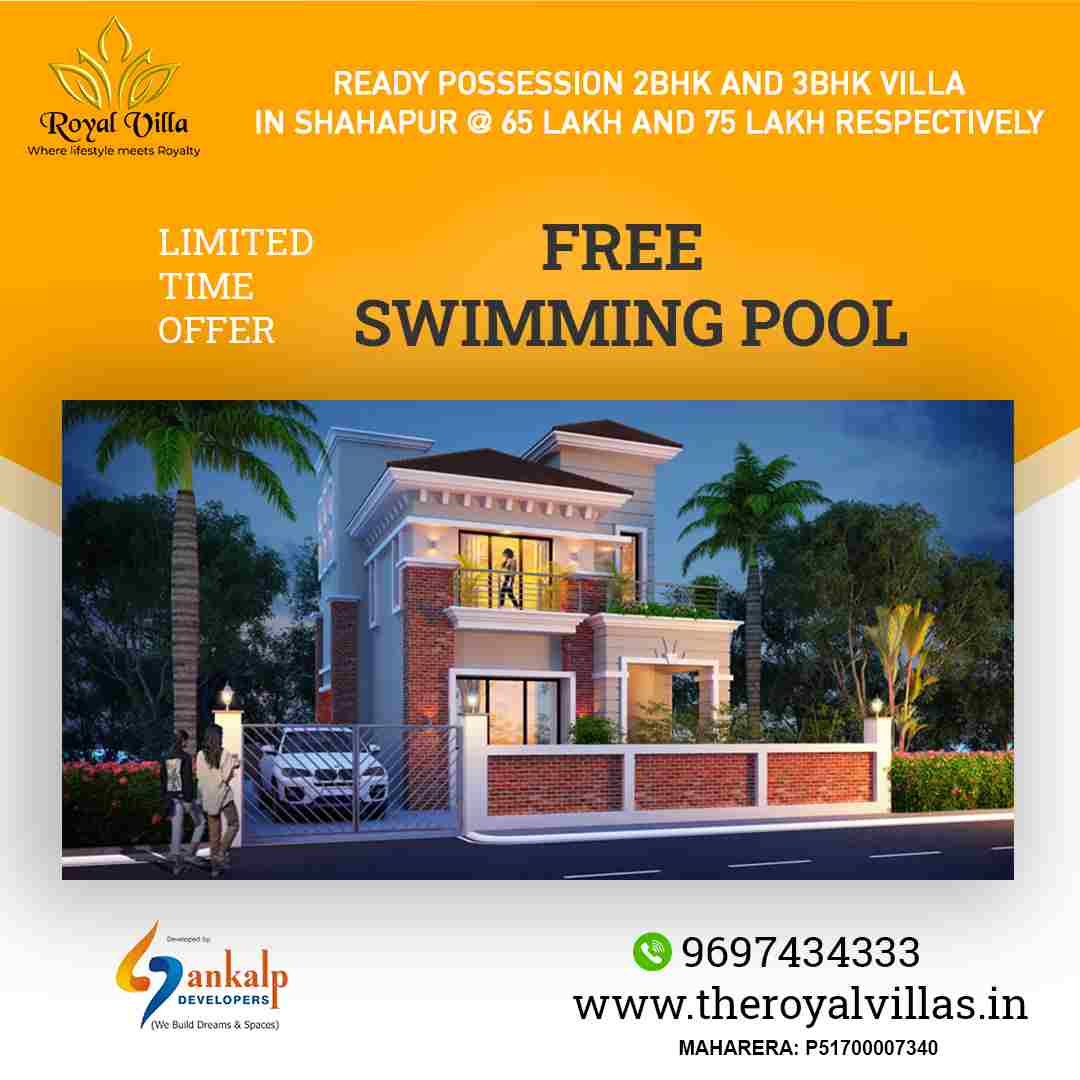 Royal Villa
Where lifestyle meets Royalty
READY POSSESSION 2BHK AND 3BHK VILLA
IN SHAHAPUR @ 65 LAKH AND 75 LAKH RESPECTIVELY
LIMITED
TIME
OFFER
FREE
SWIMMING POOL
Developed by
Sankalp
DEVELOPERS
(We Build Dreams & Spaces)
9697434333
www.theroyalvillas.in
MAHARERA: P51700007340